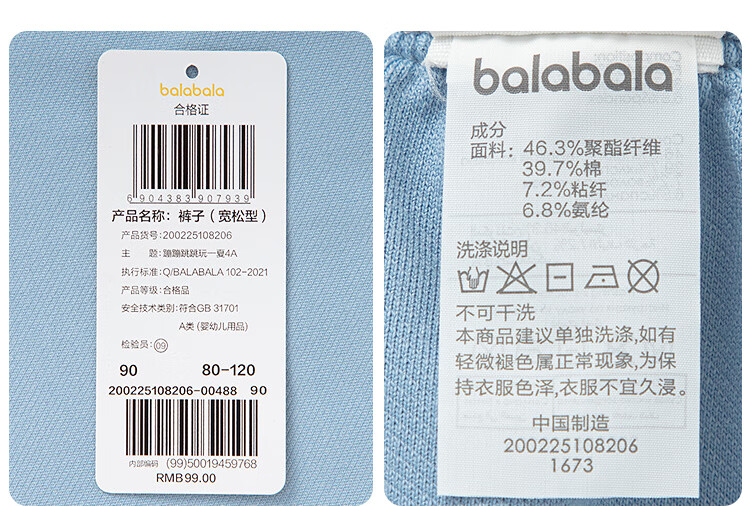 balabala
合格证
6904383907939
产品名称：裤子（宽松型）
产品货号:200225108206
主 题:蹦蹦跳跳玩一夏4A
执行标准:Q/BALABALA 102-2021
产品等级:合格品
安全技术类别:符合GB 31701
A类 (婴幼儿用品)
检验员: 09
90 80-120
200225108206-00488 90
内部编码 (99)50019459768
RMB99.00
balabala
成分
面料: 46.3%聚酯纤维
39.7%棉
7.2%粘纤
6.8%氨纶
洗涤说明
不可干洗
本商品建议单独洗涤,如有
轻微褪色属正常现象,为保
持衣服色泽,衣服不宜久浸。
中国制造
200225108206
1673